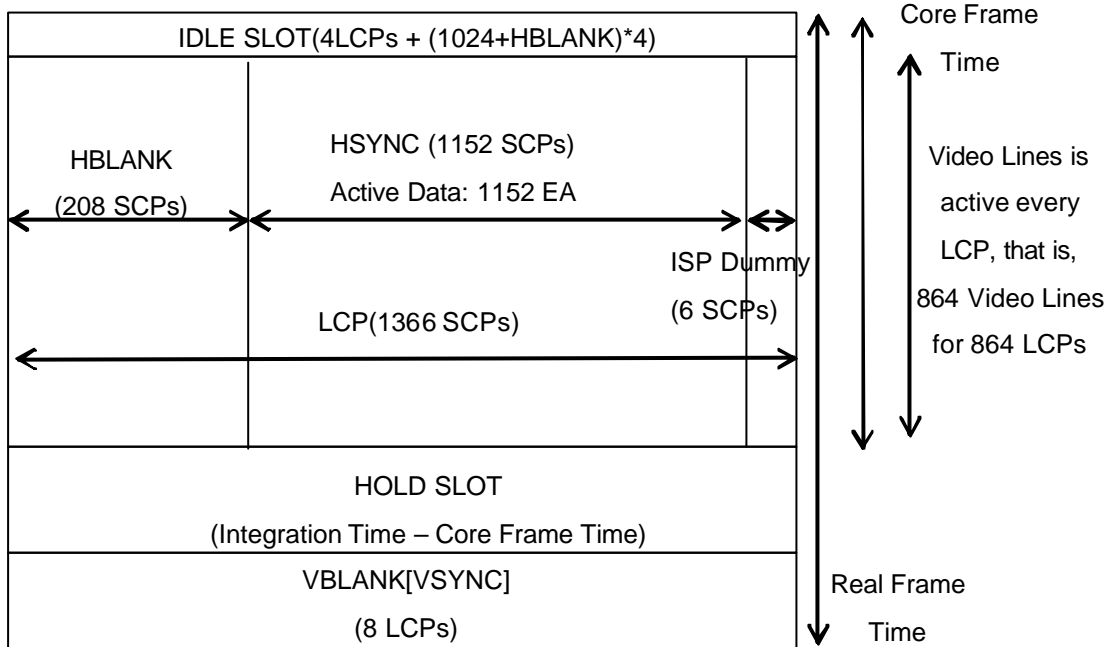 IDLE SLOT(4LCPs + (1024+HBLANK)*4)
Core Frame
Time
HBLANK
(208 SCPs)
HSYNC (1152 SCPs)
Active Data: 1152 EA
ISP Dummy
(6 SCPs)
LCP(1366 SCPs)
Video Lines is
active every
LCP, that is,
864 Video Lines
for 864 LCPs
HOLD SLOT
(Integration Time – Core Frame Time)
VBLANK[VSYNC]
(8 LCPs)
Real Frame
Time